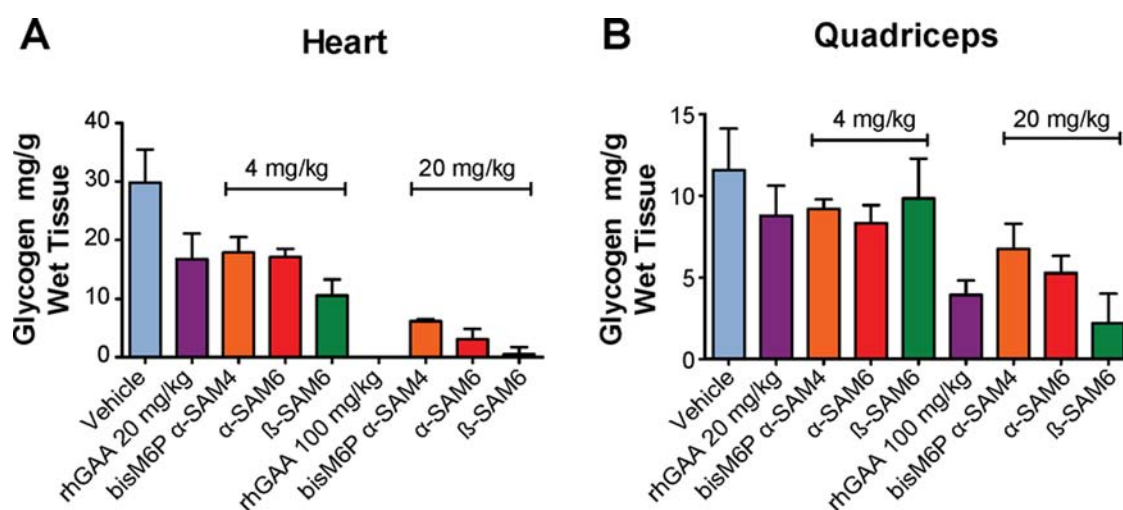 A
Heart
Glycogen mg/g
Wet Tissue
40
30
20
10
0
4 mg/kg
20 mg/kg
Vehicle
rhGAA 20 mg/kg
bisM6P α-SAM4
α-SAM6
ß-SAM6
rhGAA 100 mg/kg
bisM6P α-SAM4
α-SAM6
ß-SAM6
B
Quadriceps
Glycogen mg/g
Wet Tissue
15
10
5
0
4 mg/kg
20 mg/kg
Vehicle
rhGAA 20 mg/kg
bisM6P α-SAM4
α-SAM6
ß-SAM6
rhGAA 100 mg/kg
bisM6P α-SAM4
α-SAM6
ß-SAM6